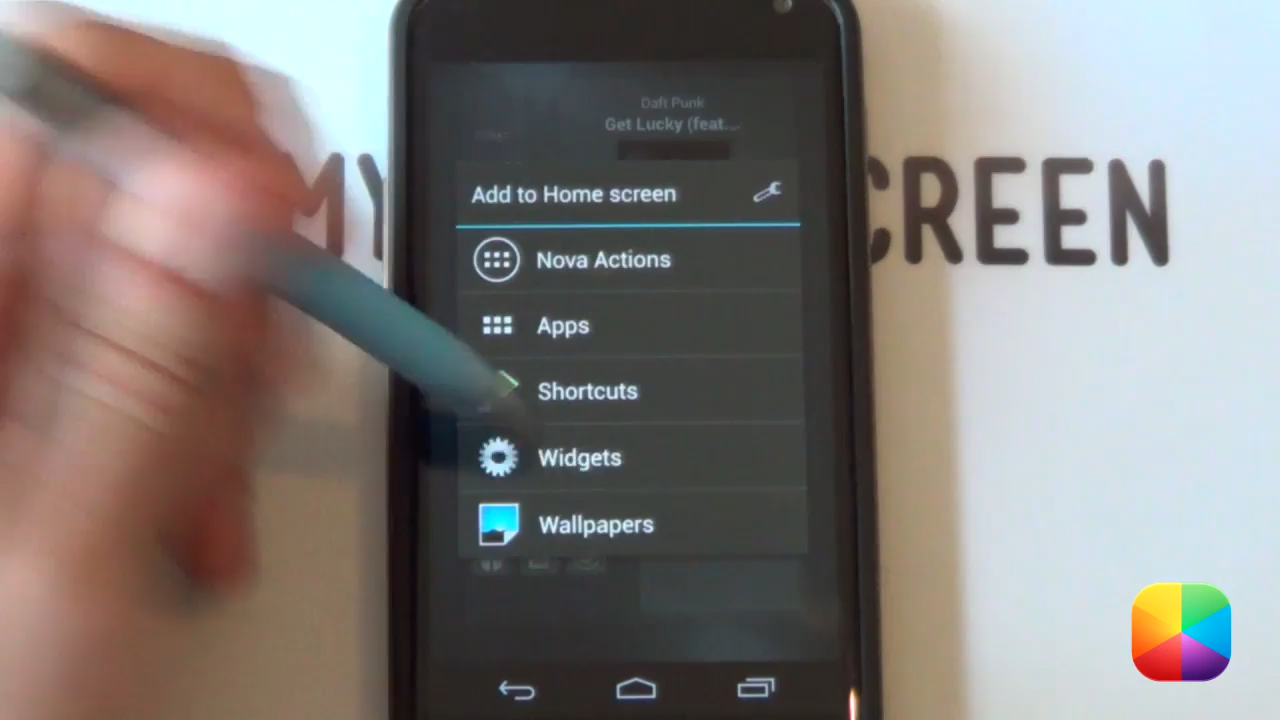 Daft Punk
Get Lucky (feat...
MY
CREEN
Add to Home screen
Nova Actions
Apps
Shortcuts
Widgets
Wallpapers